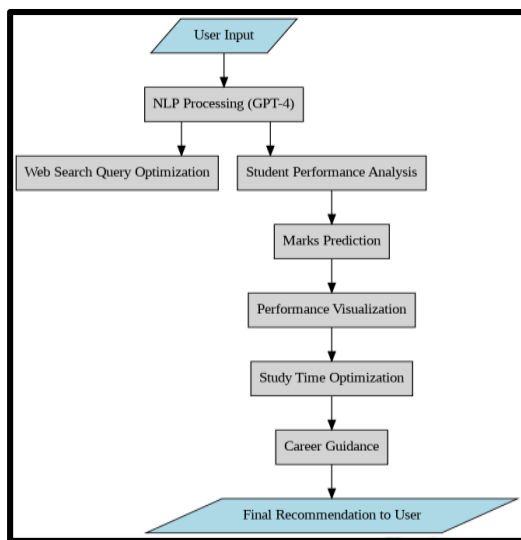 User Input
NLP Processing (GPT-4)
Web Search Query Optimization
Student Performance Analysis
Marks Prediction
Performance Visualization
Study Time Optimization
Career Guidance
Final Recommendation to User